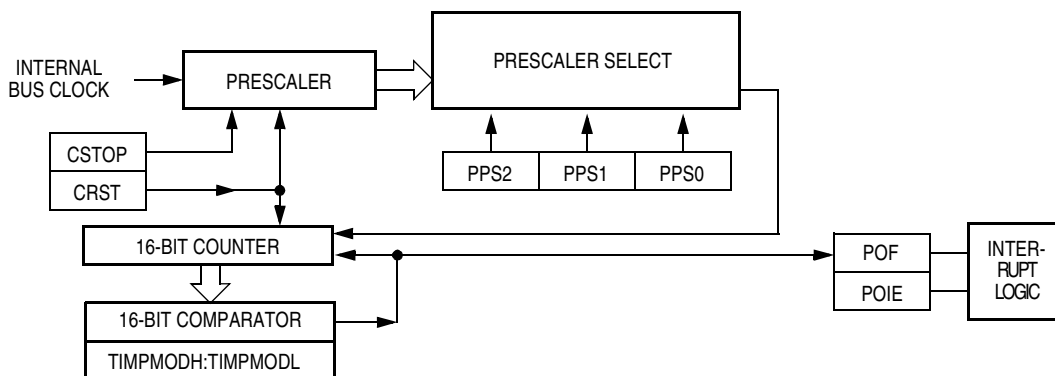 INTERNAL
BUS CLOCK
PRESCALER
PRESCALER SELECT
CSTOP
CRST
PPS2
PPS1
PPS0
16-BIT COUNTER
16-BIT COMPARATOR
TIMPMODH:TIMPMODL
POF
POIE
INTER-
RUPT
LOGIC